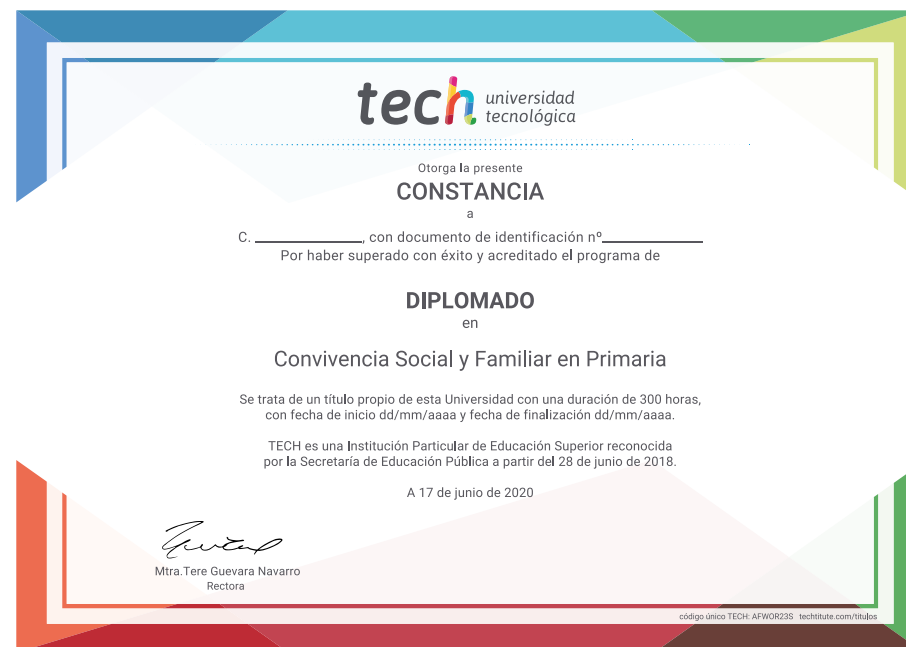 tech universidad
tecnológica
Otorga la presente
CONSTANCIA
a
C. ____________, con documento de identificación nº____________
Por haber superado con éxito y acreditado el programa de
DIPLOMADO
en
Convivencia Social y Familiar en Primaria
Se trata de un título propio de esta Universidad con una duración de 300 horas,
con fecha de inicio dd/mm/aaaa y fecha de finalización dd/mm/aaaa.
TECH es una Institución Particular de Educación Superior reconocida
por la Secretaría de Educación Pública a partir del 28 de junio de 2018.
A 17 de junio de 2020
Mtra.Tere Guevara Navarro
Rectora
código único TECH: AFWOR23S techtitute.com/titulos